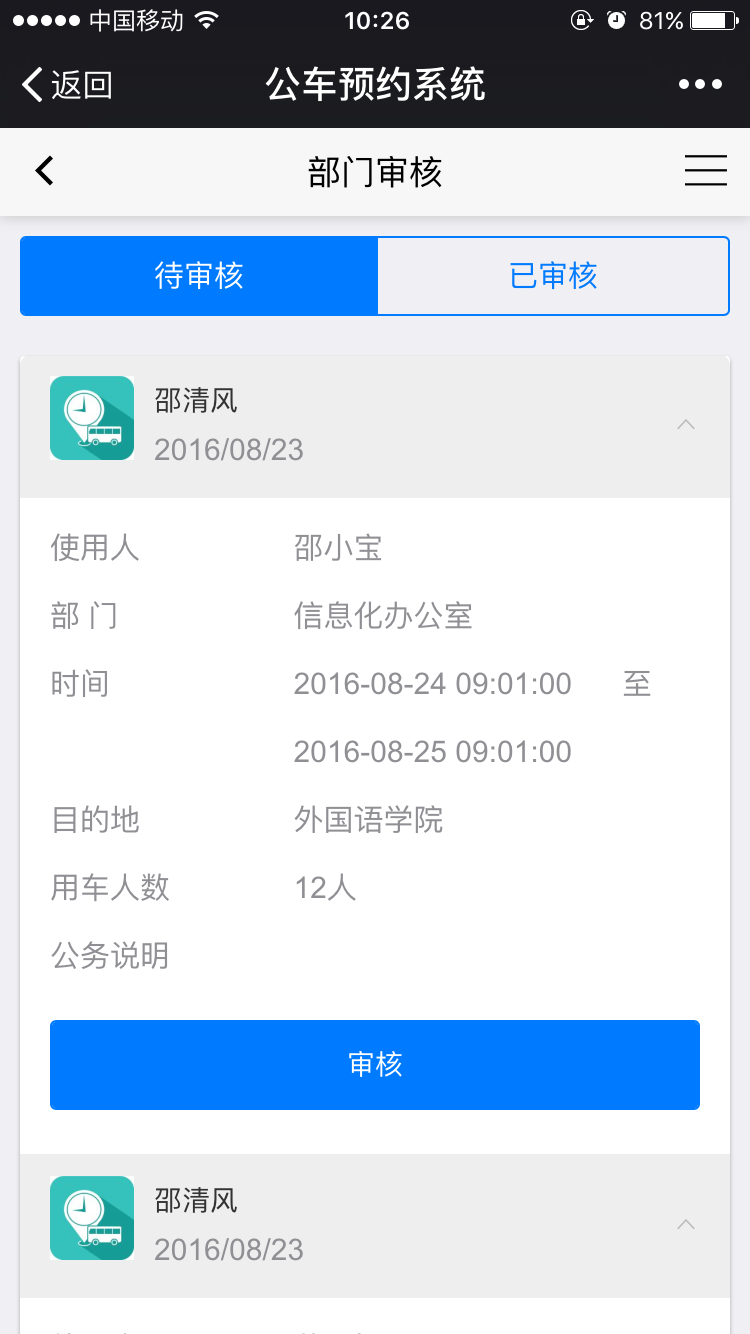 中国移动 10:26 81%
返回 公车预约系统
部门审核
待审核 已审核
邵清风
2016/08/23
使用人 邵小宝
部 门 信息化办公室
时间 2016-08-24 09:01:00 至
2016-08-25 09:01:00
目的地 外国语学院
用车人数 12人
公务说明
审核
邵清风
2016/08/23